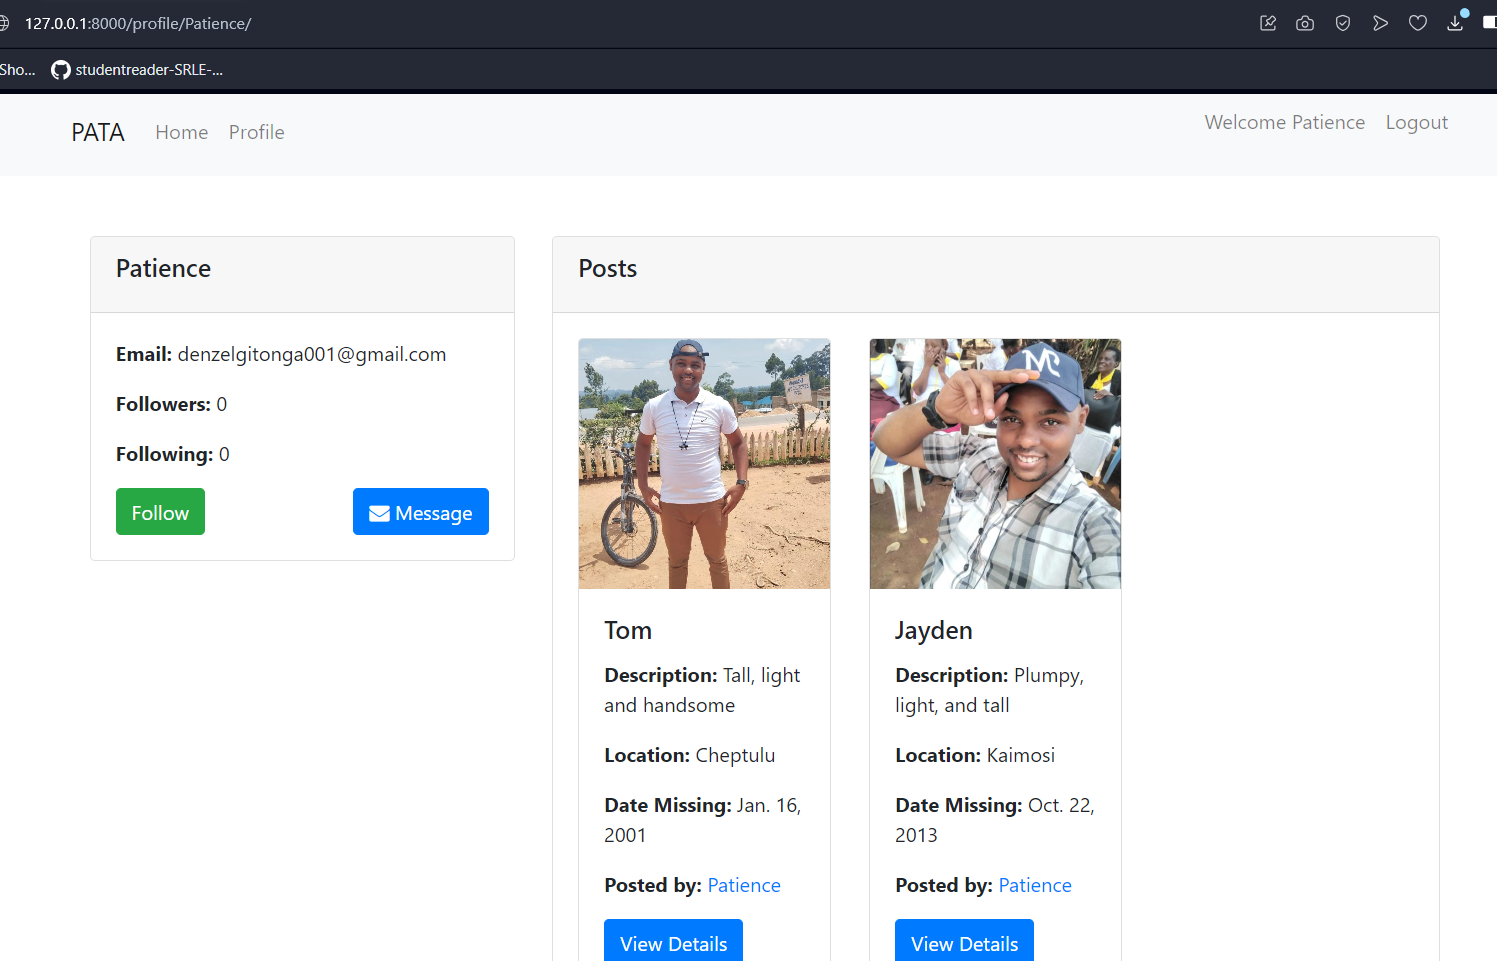 127.0.0.1:8000/profile/Patience/
Sho... studentreader-SRLE-...
PATA Home Profile Welcome Patience Logout
Patience
Email: denzelgitonga001@gmail.com
Followers: 0
Following: 0
Follow Message
Posts
Tom
Description: Tall, light
and handsome
Location: Cheptulu
Date Missing: Jan. 16,
2001
Posted by: Patience
View Details
Jayden
Description: Plumpy,
light, and tall
Location: Kaimosi
Date Missing: Oct. 22,
2013
Posted by: Patience
View Details